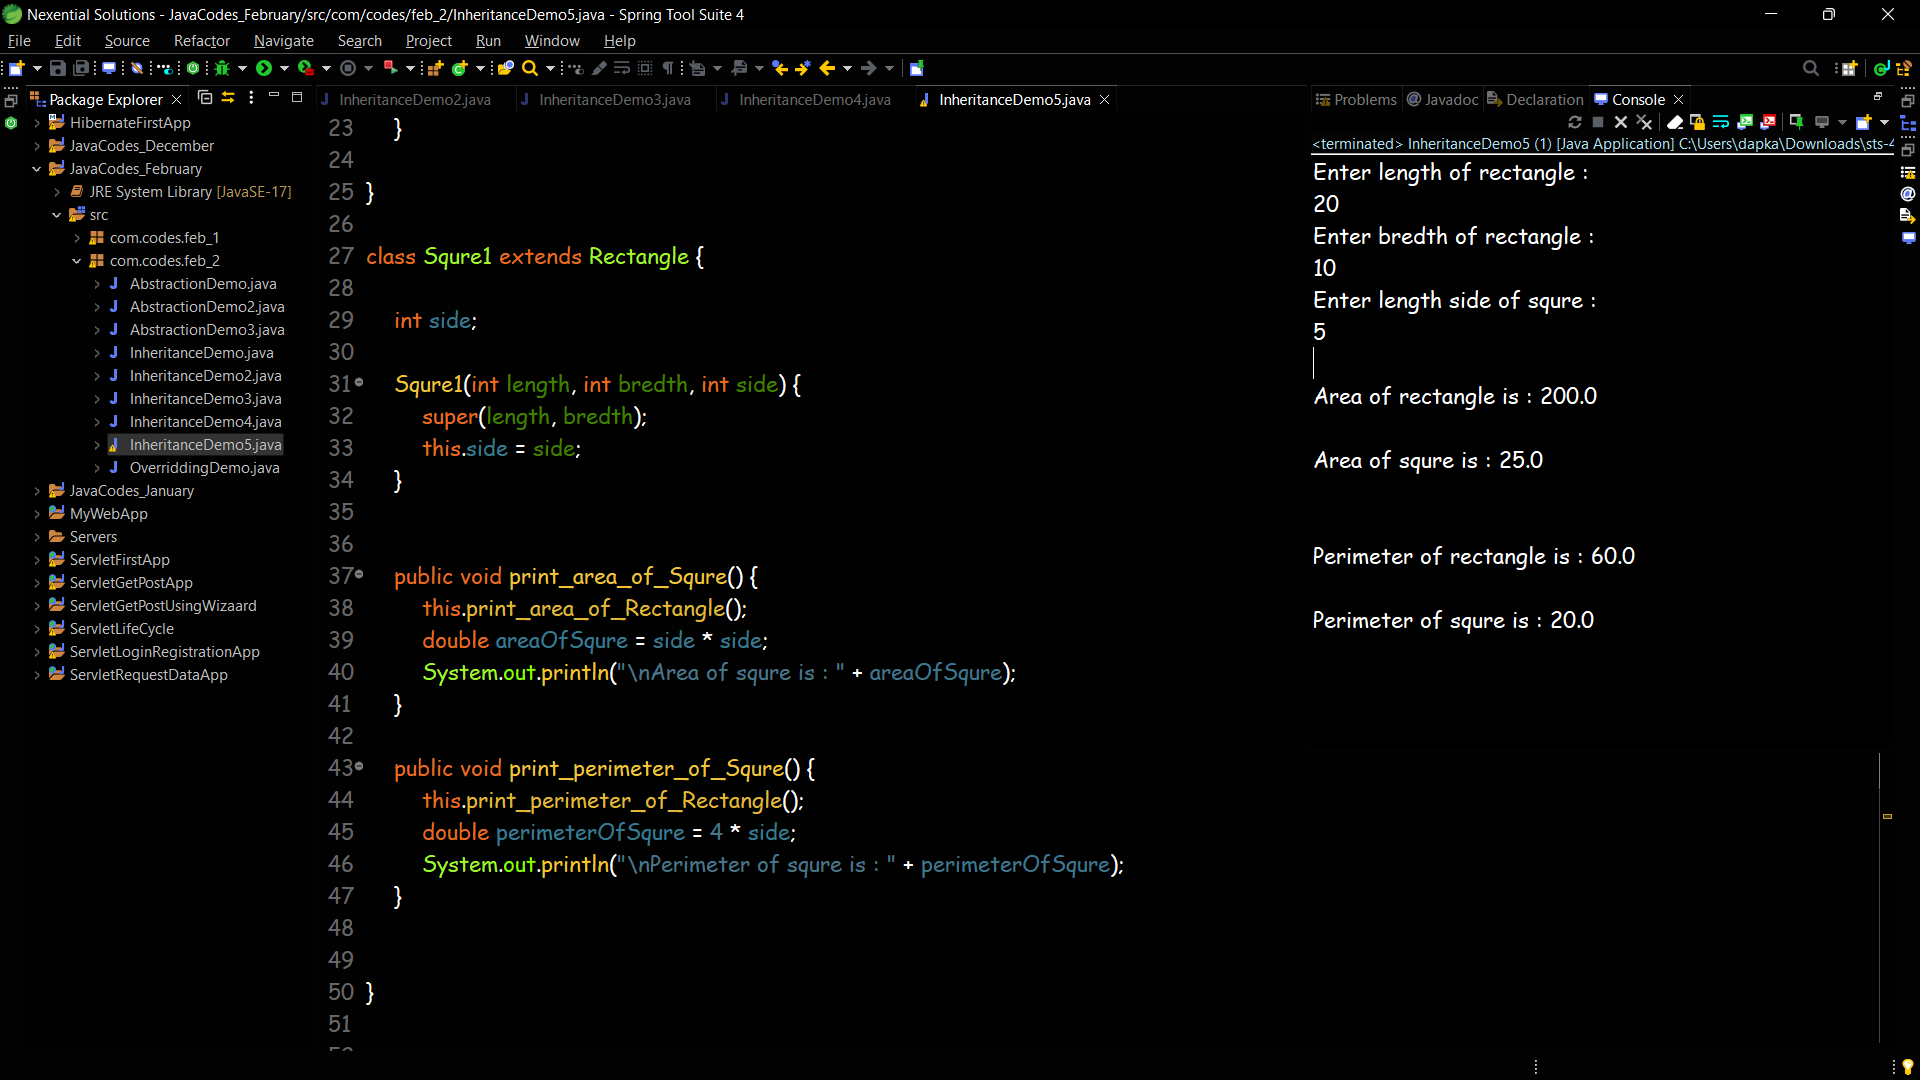 Nexential Solutions - JavaCodes_February/src/com/codes/feb_2/InheritanceDemo5.java - Spring Tool Suite 4
File Edit Source Refactor Navigate Search Project Run Window Help
Package Explorer
HibernateFirstApp
JavaCodes_December
JavaCodes_February
JRE System Library [JavaSE-17]
src
com.codes.feb_1
com.codes.feb_2
AbstractionDemo.java
AbstractionDemo2.java
AbstractionDemo3.java
InheritanceDemo.java
InheritanceDemo2.java
InheritanceDemo3.java
InheritanceDemo4.java
InheritanceDemo5.java
OverriddingDemo.java
JavaCodes_January
MyWebApp
Servers
ServletFirstApp
ServletGetPostApp
ServletGetPostUsingWizaard
ServletLifeCycle
ServletLoginRegistrationApp
ServletRequestDataApp
InheritanceDemo2.java InheritanceDemo3.java InheritanceDemo4.java InheritanceDemo5.java
23 }
24
25 }
26
27 class Squre1 extends Rectangle {
28
29 int side;
30
31 Squre1(int length, int bredth, int side) {
32 super(length, bredth);
33 this.side = side;
34 }
35
36
37 public void print_area_of_Squre() {
38 this.print_area_of_Rectangle();
39 double areaOfSqure = side * side;
40 System.out.println("\nArea of squre is : " + areaOfSqure);
41 }
42
43 public void print_perimeter_of_Squre() {
44 this.print_perimeter_of_Rectangle();
45 double perimeterOfSqure = 4 * side;
46 System.out.println("\nPerimeter of squre is : " + perimeterOfSqure);
47 }
48
49
50 }
51
Problems Javadoc Declaration Console
<terminated> InheritanceDemo5 (1) [Java Application] C:\Users\dapka\Downloads\sts-4
Enter length of rectangle :
20
Enter bredth of rectangle :
10
Enter length side of squre :
5
Area of rectangle is : 200.0
Area of squre is : 25.0
Perimeter of rectangle is : 60.0
Perimeter of squre is : 20.0